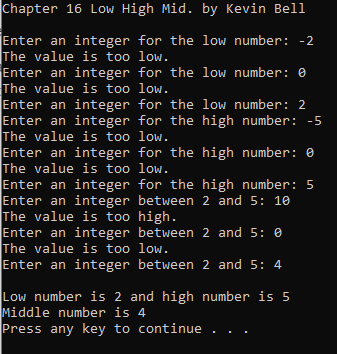 Chapter 16 Low High Mid. by Kevin Bell
Enter an integer for the low number: -2
The value is too low.
Enter an integer for the low number: 0
The value is too low.
Enter an integer for the low number: 2
Enter an integer for the high number: -5
The value is too low.
Enter an integer for the high number: 0
The value is too low.
Enter an integer for the high number: 5
Enter an integer between 2 and 5: 10
The value is too high.
Enter an integer between 2 and 5: 0
The value is too low.
Enter an integer between 2 and 5: 4
Low number is 2 and high number is 5
Middle number is 4
Press any key to continue . . .